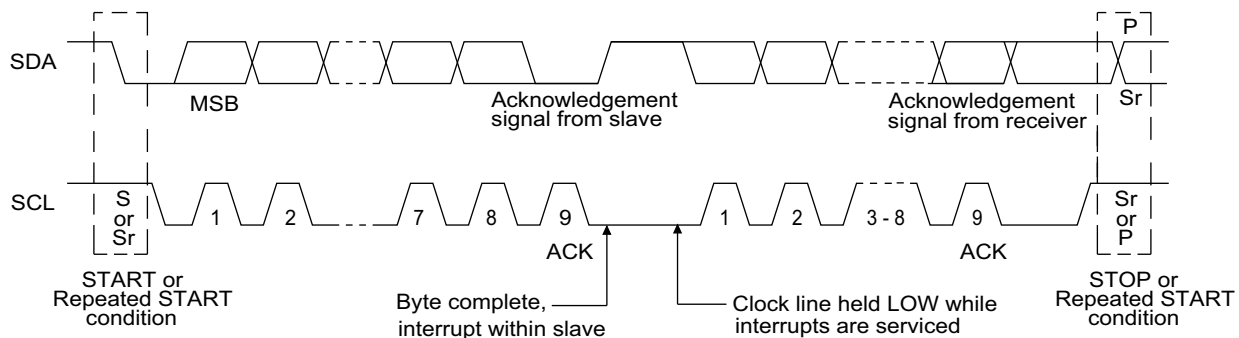 P
SDA
MSB
Acknowledgement
signal from slave
Acknowledgement
signal from receiver
Sr
SCL
S
or
Sr
1
2
7
8
9
ACK
1
2
3 - 8
9
ACK
Sr
or
P
START or
Repeated START
condition
Byte complete,
interrupt within slave
Clock line held LOW while
interrupts are serviced
STOP or
Repeated START
condition